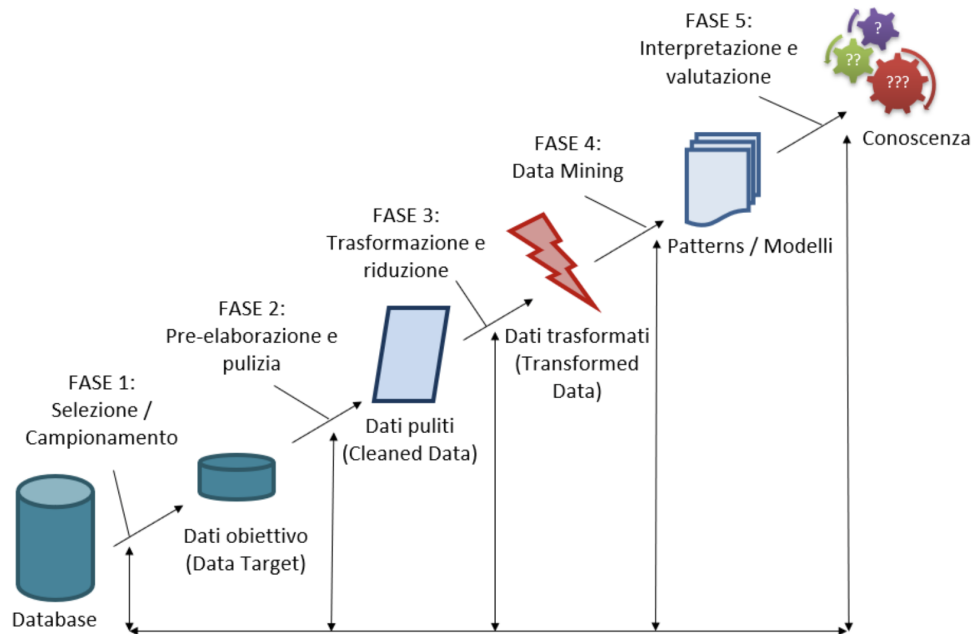 FASE 5:
Interpretazione e
valutazione
?
??
???
Conoscenza
FASE 4:
Data Mining
Patterns / Modelli
FASE 3:
Trasformazione e
riduzione
Dati trasformati
(Transformed
Data)
FASE 2:
Pre-elaborazione e
pulizia
Dati puliti
(Cleaned Data)
FASE 1:
Selezione /
Campionamento
Dati obiettivo
(Data Target)
Database